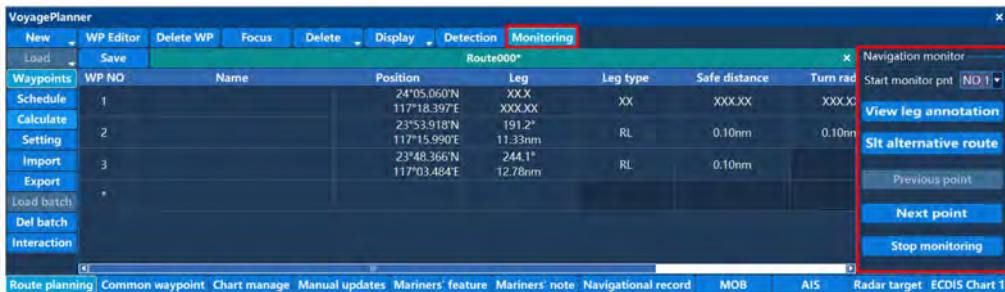 VoyagePlanner ×
New WP Editor Delete WP Focus Delete Display Detection Monitoring
Load Save Route000* × Navigation monitor
Waypoints WP NO Name Position Leg Leg type Safe distance Turn rad Start monitor pnt NO.1
Schedule 1 24°05.060'N XX.X XX XXX.XX XXX.XX
117°18.397'E XXX.XX
View leg annotation
Calculate
Setting 2 23°53.918'N 191.2° RL 0.10nm 0.10nm
117°15.990'E 11.33nm
Slt alternative route
Import 3 23°48.366'N 244.1° RL 0.10nm
117°03.484'E 12.78nm
Export
Previous point
Load batch *
Del batch Next point
Interaction Stop monitoring
Route planning Common waypoint Chart manage Manual updates Mariners' feature Mariners' note Navigational record MOB AIS Radar target ECDIS Chart 1